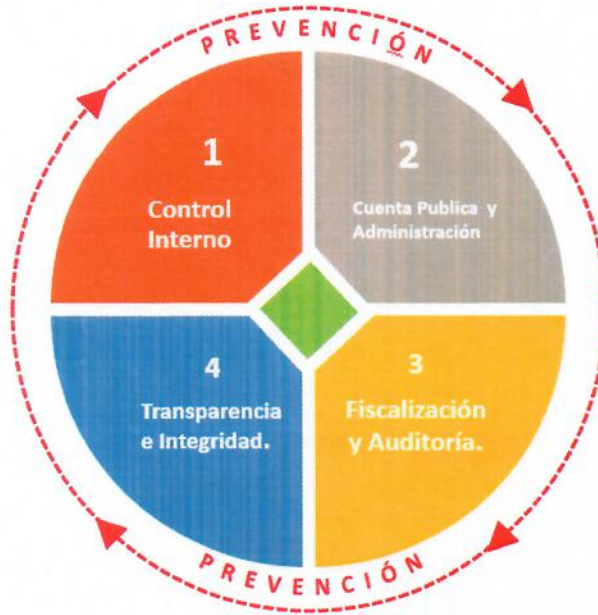 PREVENCIÓN
1
Control
Interno
2
Cuenta Publica y
Administración
4
Transparencia
e Integridad.
3
Fiscalización
y Auditoría.
PREVENCIÓN